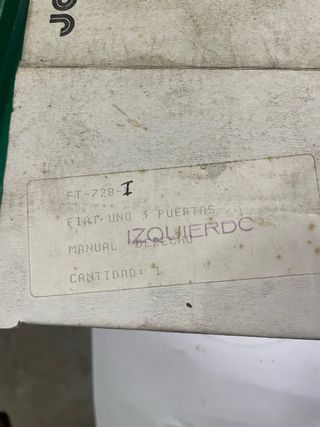 FT-728-I
FIAT UNO 3 PUERTAS
MANUAL DERECHO
IZQUIERDO
CANTIDAD: 1